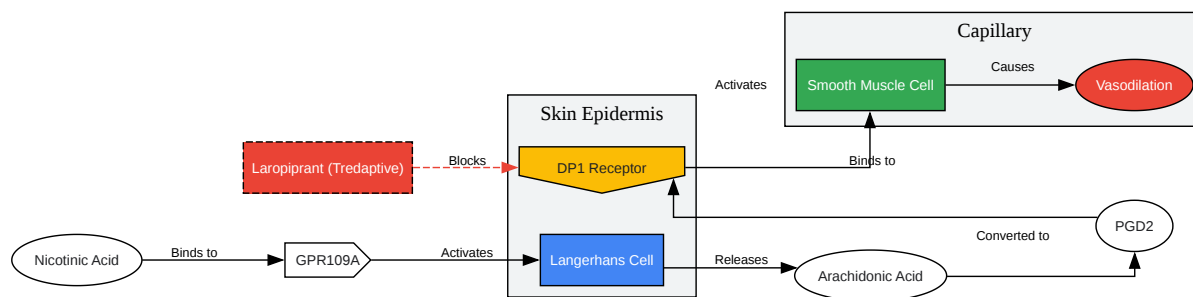 Capillary
Activates
Smooth Muscle Cell
Causes
Vasodilation
Skin Epidermis
Laropiprant (Tredaptive)
Blocks
DP1 Receptor
Binds to
Nicotinic Acid
Binds to
GPR109A
Activates
Langerhans Cell
Releases
Arachidonic Acid
Converted to
PGD2